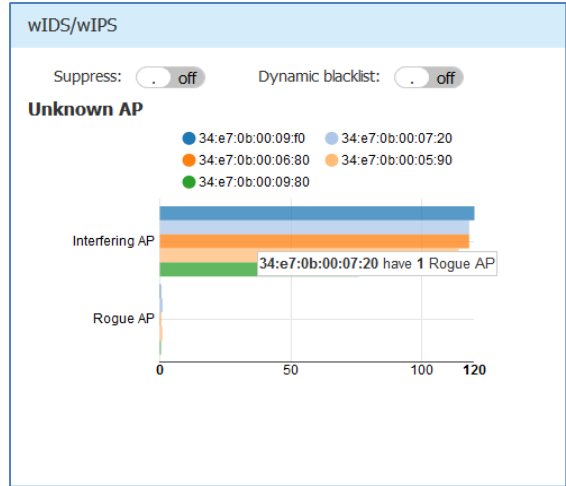 wIDS/wIPS
Suppress: . off Dynamic blacklist: . off
Unknown AP
34:e7:0b:00:09:f0 34:e7:0b:00:07:20
34:e7:0b:00:06:80 34:e7:0b:00:05:90
34:e7:0b:00:09:80
Interfering AP
34:e7:0b:00:07:20 have 1 Rogue AP
Rogue AP
0 50 100 120